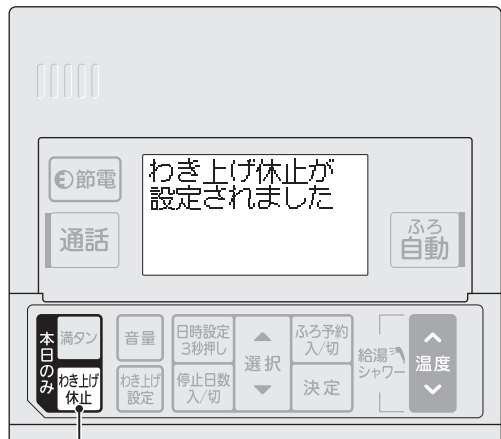 わき上げ休止が
設定されました
節電
通話
ふろ
自動
本日のみ
満タン
わき上げ
休止
音量
わき上げ
設定
日時設定
3秒押し
停止日数
入/切
選択
ふろ予約
入/切
決定
給湯
シャワー
温度